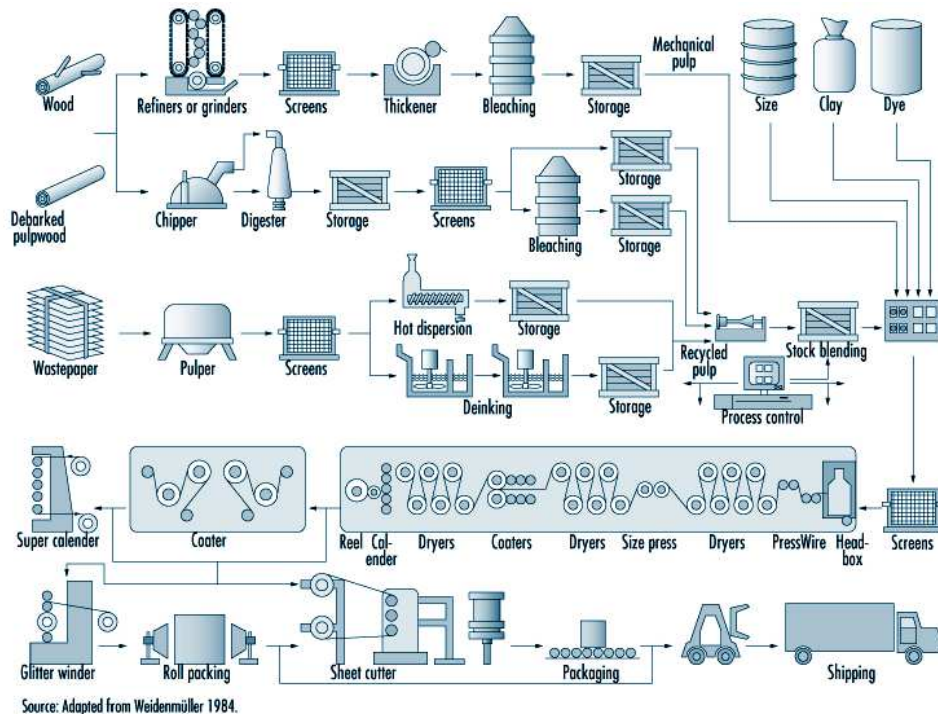 Mechanical
pulp
Wood
Refiners or grinders
Screens
Thickener
Bleaching
Storage
Size
Clay
Dye
Debarked
pulpwood
Chipper
Digester
Storage
Screens
Bleaching
Storage
Storage
Wastepaper
Pulper
Screens
Hot dispersion
Storage
Deinking
Storage
Recycled
pulp
Stock blending
Process control
Super calender
Coater
Reel
Cal-
ender
Dryers
Coaters
Dryers
Size press
Dryers
Press
Wire
Head-
box
Screens
Glitter winder
Roll packing
Sheet cutter
Packaging
Shipping
Source: Adapted from Weidenmüller 1984.